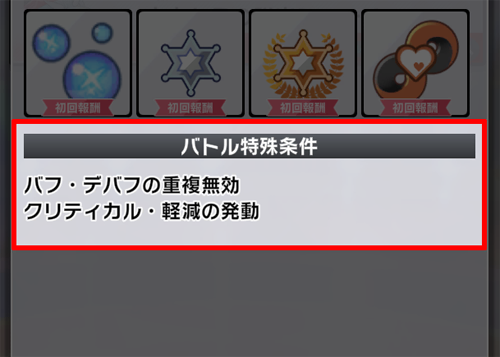 初回報酬
初回報酬
初回報酬
初回報酬
バトル特殊条件
バフ・デバフの重複無効
クリティカル・軽減の発動